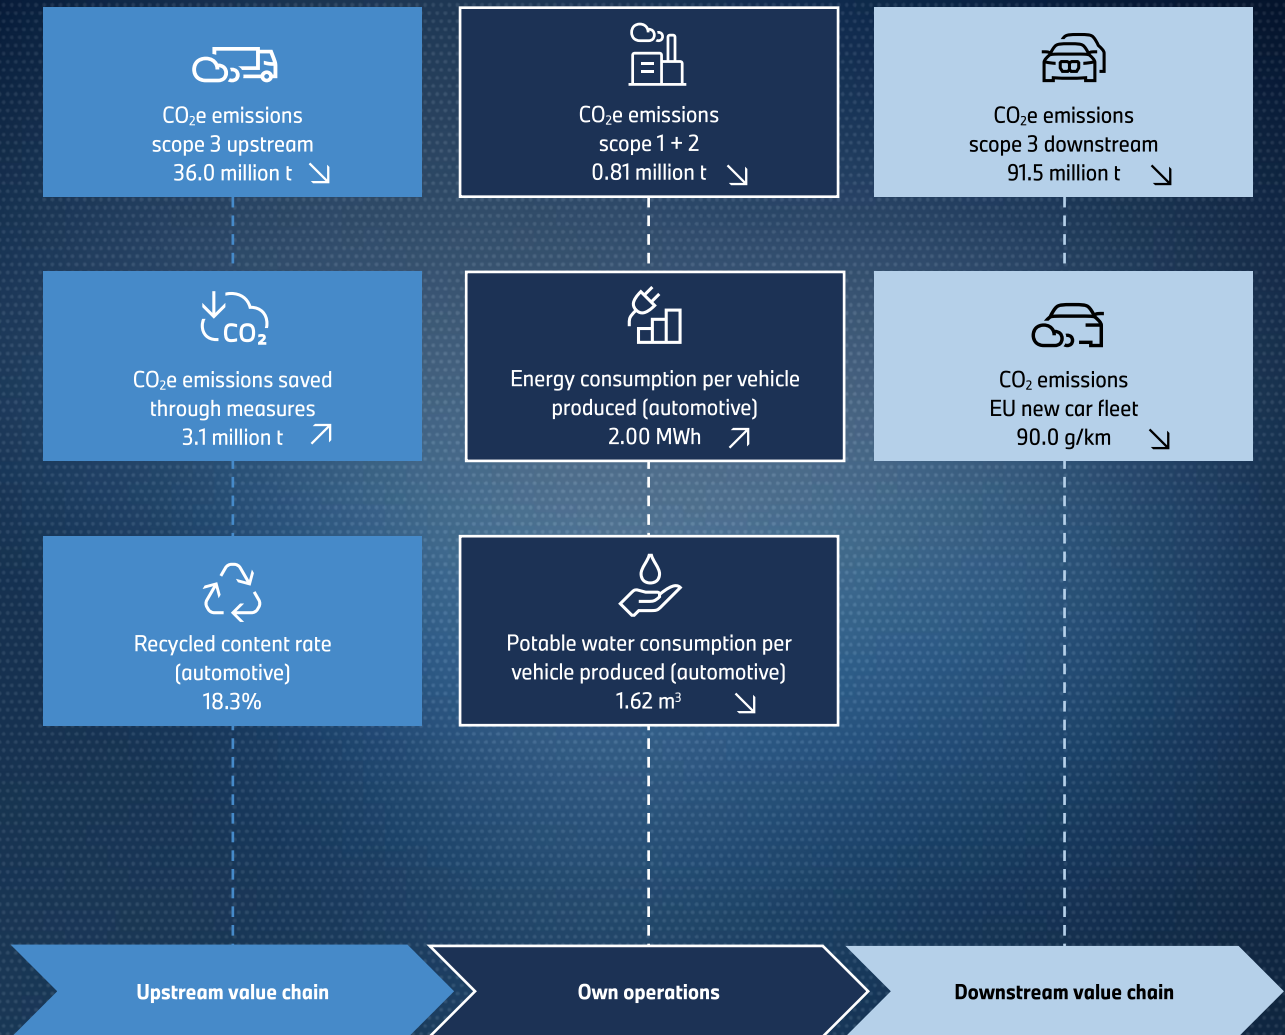 CO₂e emissions
scope 3 upstream
36.0 million t
CO₂e emissions
scope 1 + 2
0.81 million t
CO₂e emissions
scope 3 downstream
91.5 million t
CO₂
CO₂e emissions saved
through measures
3.1 million t
Energy consumption per vehicle
produced (automotive)
2.00 MWh
CO₂ emissions
EU new car fleet
90.0 g/km
Recycled content rate
(automotive)
18.3%
Potable water consumption per
vehicle produced (automotive)
1.62 m³
Upstream value chain
Own operations
Downstream value chain